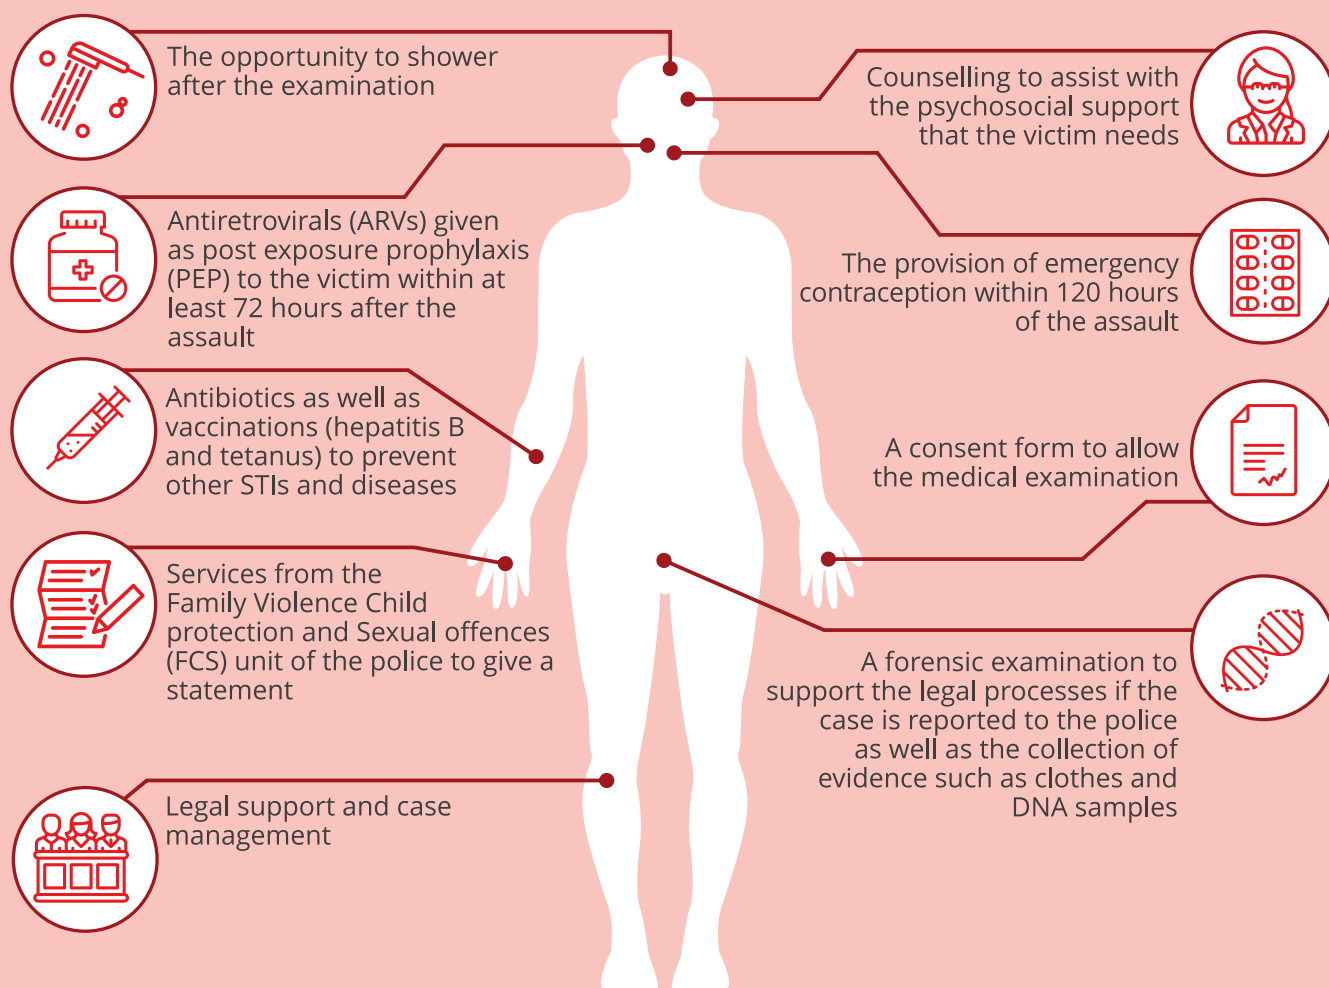 The opportunity to shower
after the examination
Antiretrovirals (ARVs) given
as post exposure prophylaxis
(PEP) to the victim within at
least 72 hours after the
assault
Antibiotics as well as
vaccinations (hepatitis B
and tetanus) to prevent
other STIs and diseases
Services from the
Family Violence Child
protection and Sexual offences
(FCS) unit of the police to give a
statement
Legal support and case
management
Counselling to assist with
the psychosocial support
that the victim needs
The provision of emergency
contraception within 120 hours
of the assault
A consent form to allow
the medical examination
A forensic examination to
support the legal processes if the
case is reported to the police
as well as the collection of
evidence such as clothes and
DNA samples